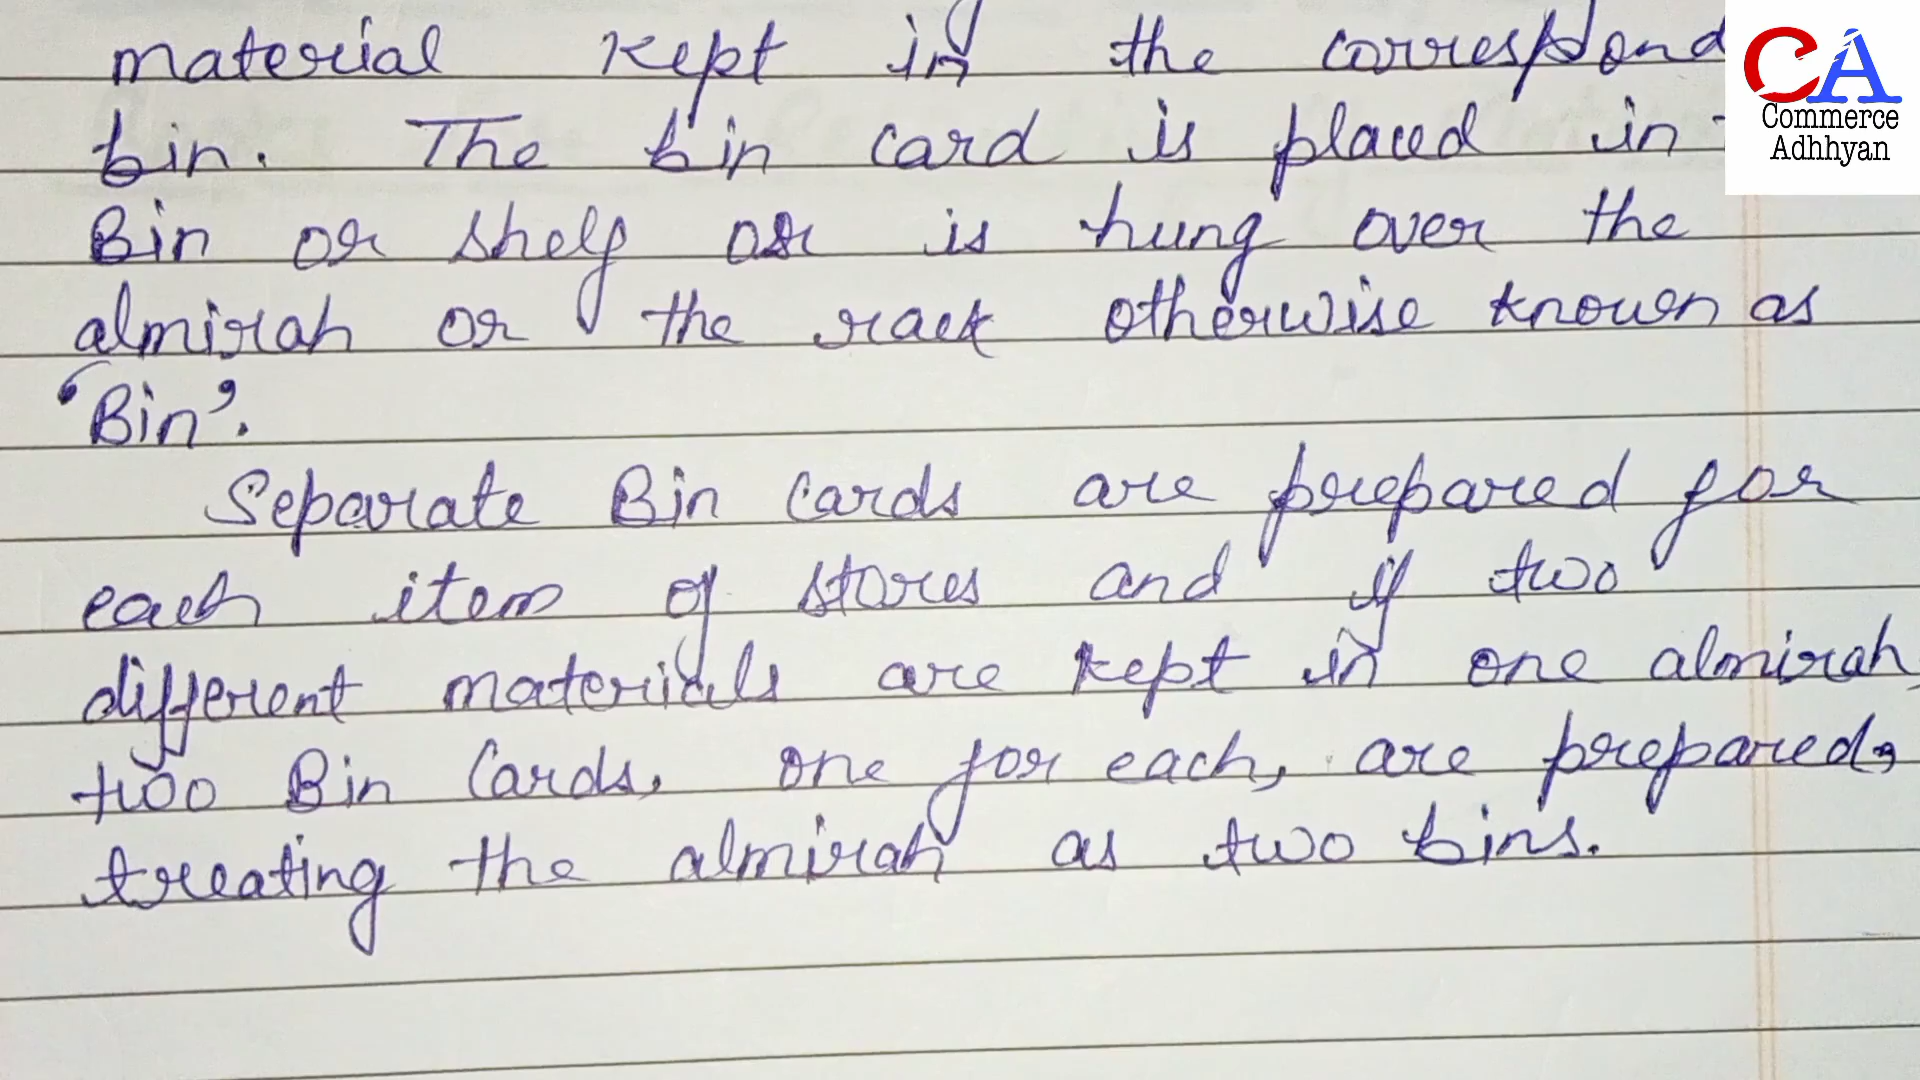 material kept in the correspond
bin. The bin card is placed in
Bin or shelf or is hung over the
almirah or the rack otherwise known as
'Bin'.
Separate Bin Cards are prepared for
each item of stores and if two
different materials are kept in one almirah,
two Bin Cards, one for each, are prepared,
treating the almirah as two bins.
CA
Commerce
Adhhyan